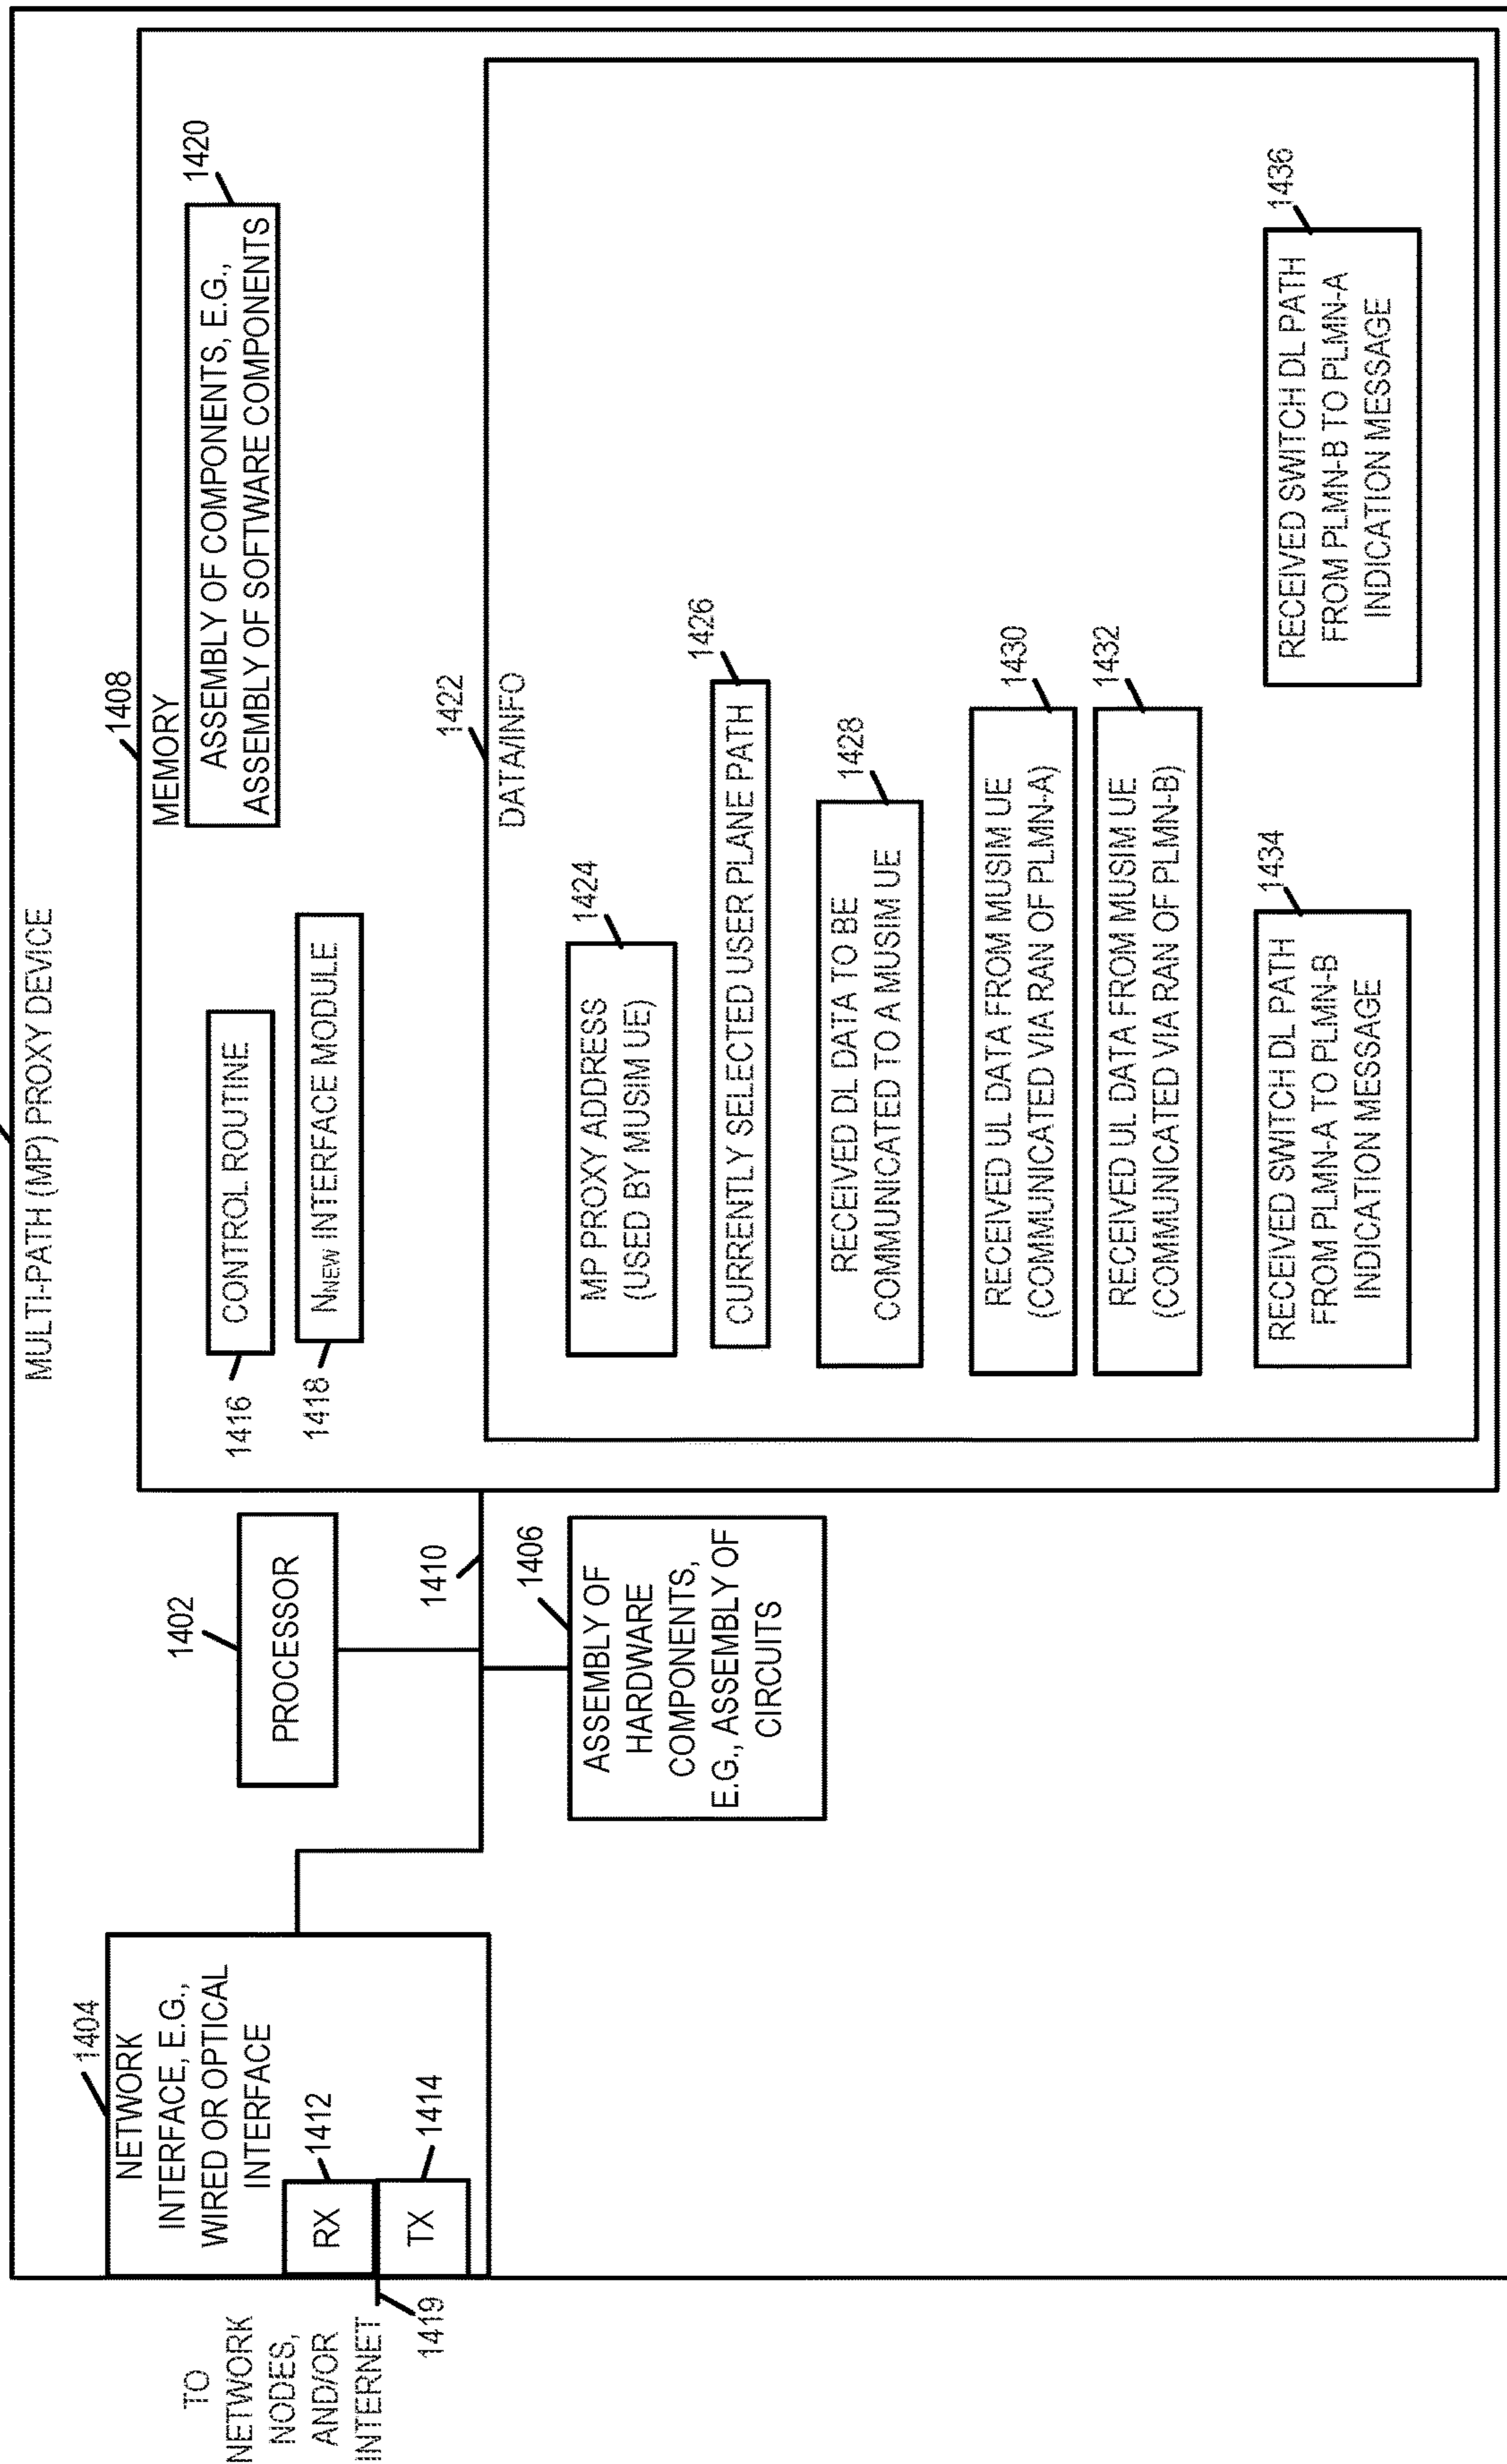 MULTI-PATH (MP) PROXY DEVICE
TO
NETWORK
NODES,
AND/OR
INTERNET
1419
1404
NETWORK
INTERFACE, E.G.,
WIRED OR OPTICAL
INTERFACE
RX
1412
TX
1414
1402
PROCESSOR
1410
1406
ASSEMBLY OF
HARDWARE
COMPONENTS,
E.G., ASSEMBLY OF
CIRCUITS
1408
MEMORY
CONTROL ROUTINE
1416
NNEW INTERFACE MODULE
1418
1420
ASSEMBLY OF COMPONENTS, E.G.,
ASSEMBLY OF SOFTWARE COMPONENTS
1422
DATA/INFO
1424
MP PROXY ADDRESS
(USED BY MUSIM UE)
1426
CURRENTLY SELECTED USER PLANE PATH
1428
RECEIVED DL DATA TO BE
COMMUNICATED TO A MUSIM UE
1430
RECEIVED UL DATA FROM MUSIM UE
(COMMUNICATED VIA RAN OF PLMN-A)
1432
RECEIVED UL DATA FROM MUSIM UE
(COMMUNICATED VIA RAN OF PLMN-B)
1434
RECEIVED SWITCH DL PATH
FROM PLMN-A TO PLMN-B
INDICATION MESSAGE
1436
RECEIVED SWITCH DL PATH
FROM PLMN-B TO PLMN-A
INDICATION MESSAGE